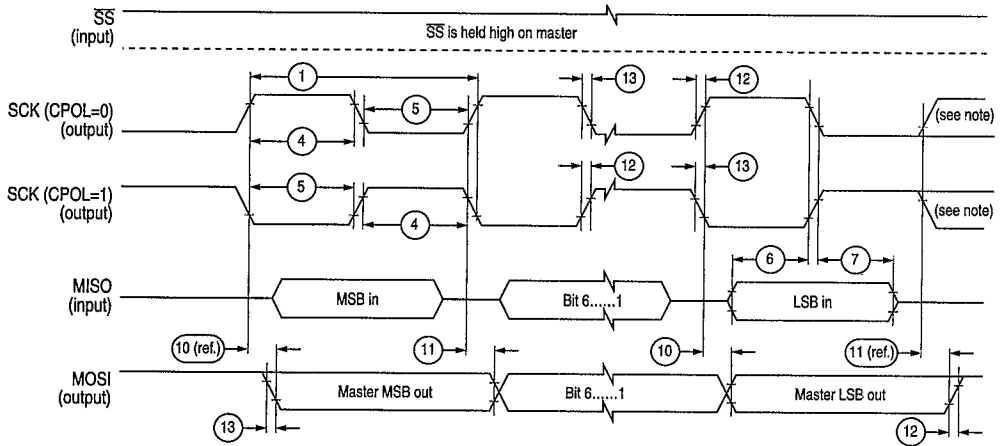 SS
(input)
SS is held high on master
1
13
12
SCK (CPOL=0)
(output)
5
4
(see note)
SCK (CPOL=1)
(output)
5
12
13
4
(see note)
6
7
MISO
(input)
MSB in
Bit 6......1
LSB in
10 (ref.)
11
10
11 (ref.)
MOSI
(output)
Master MSB out
Bit 6......1
Master LSB out
13
12